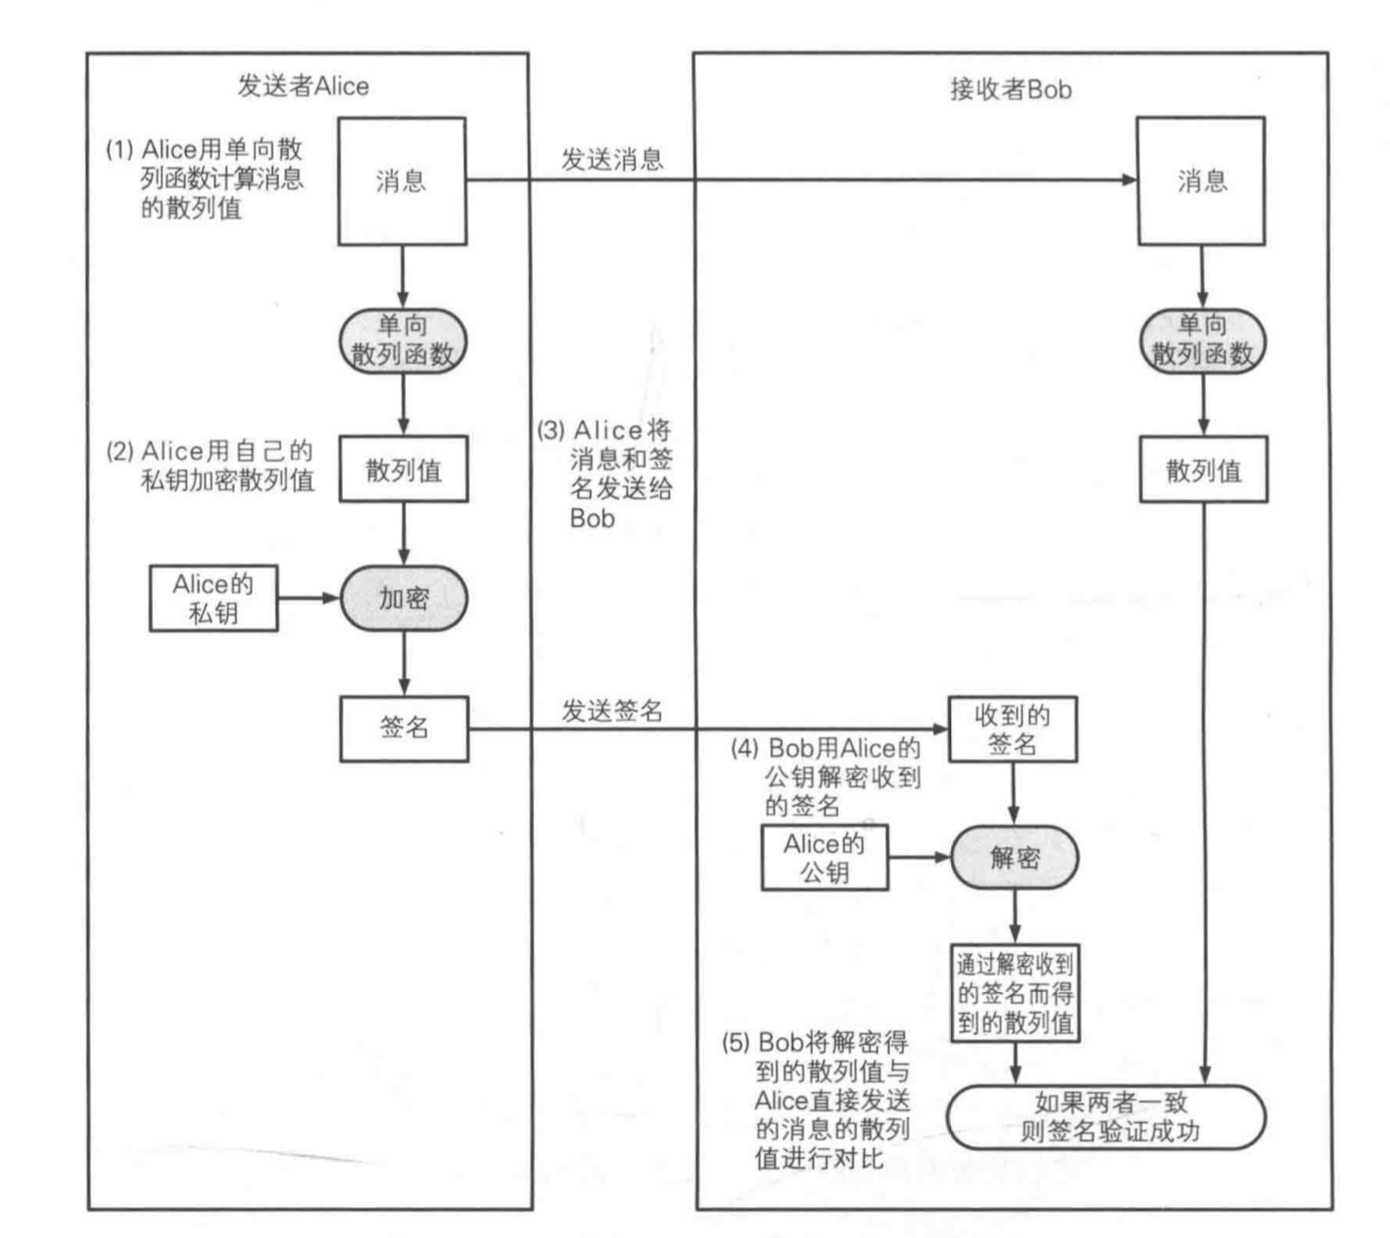 发送者Alice
(1) Alice用单向散
列函数计算消息
的散列值
消息
单向
散列函数
(2) Alice用自己的
私钥加密散列值
散列值
Alice的
私钥
加密
签名
发送消息
(3) Alice将
消息和签
名发送给
Bob
发送签名
接收者Bob
消息
单向
散列函数
散列值
收到的
签名
(4) Bob用Alice的
公钥解密收到
的签名
Alice的
公钥
解密
通过解密收到
的签名而得
到的散列值
(5) Bob将解密得
到的散列值与
Alice直接发送
的消息的散列
值进行对比
如果两者一致
则签名验证成功